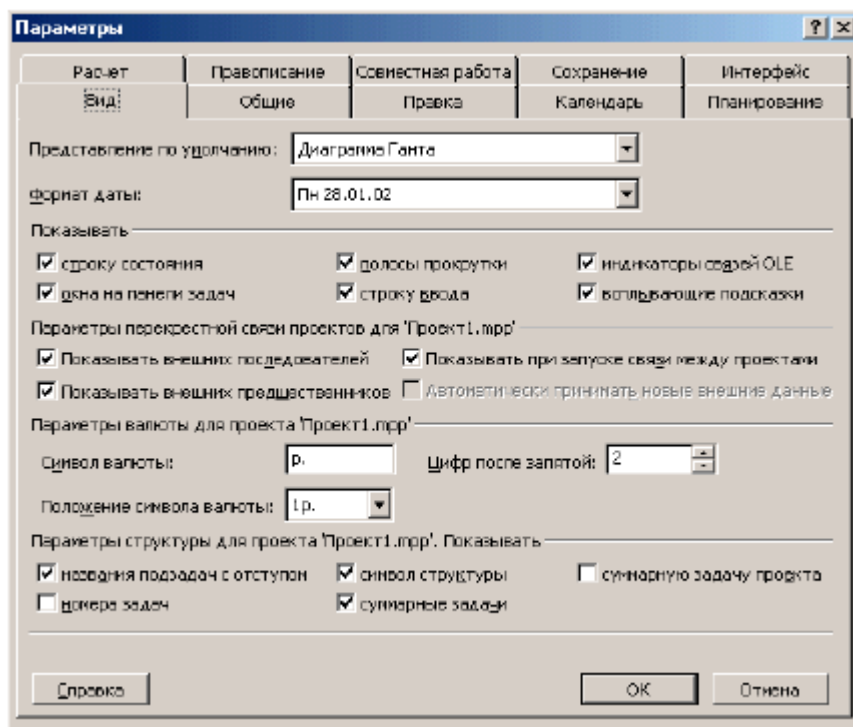 Параметры
Расчет Правописание Совместная работа Сохранение Интерфейс
Вид Общие Правка Календарь Планирование
Представление по умолчанию: Диаграмма Ганта
Формат даты: Пн 28.01.02
Показывать
строку состояния полосы прокрутки индикаторы связей OLE
окна на панели задач строку ввода всплывающие подсказки
Параметры перекрестной связи проектов для 'Проект1.mpp'
Показывать внешних последователей Показывать при запуске связи между проектами
Показывать внешних предшественников Автоматически принимать новые внешние данные
Параметры валюты для проекта 'Проект1.mpp'
Символ валюты: р. Цифр после запятой: 2
Положение символа валюты: 1р.
Параметры структуры для проекта 'Проект1.mpp'. Показывать
названия подзадач с отступом символ структуры суммарную задачу проекта
номера задач суммарные задачи
Справка OK Отмена